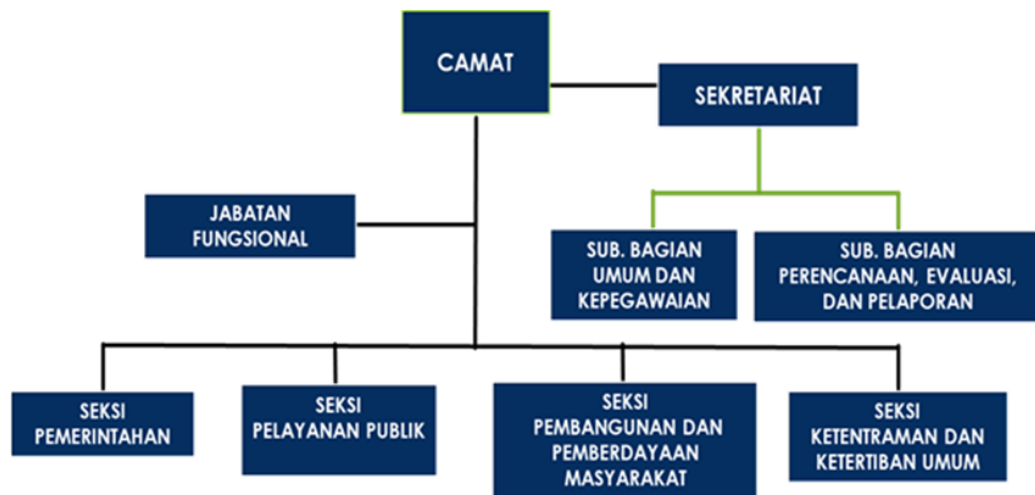 CAMAT
SEKRETARIAT
JABATAN
FUNGSIONAL
SUB. BAGIAN
UMUM DAN
KEPEGAWAIAN
SUB. BAGIAN
PERENCANAAN, EVALUASI,
DAN PELAPORAN
SEKSI
PEMERINTAHAN
SEKSI
PELAYANAN PUBLIK
SEKSI
PEMBANGUNAN DAN
PEMBERDAYAAN
MASYARAKAT
SEKSI
KETENTRAMAN DAN
KETERTIBAN UMUM